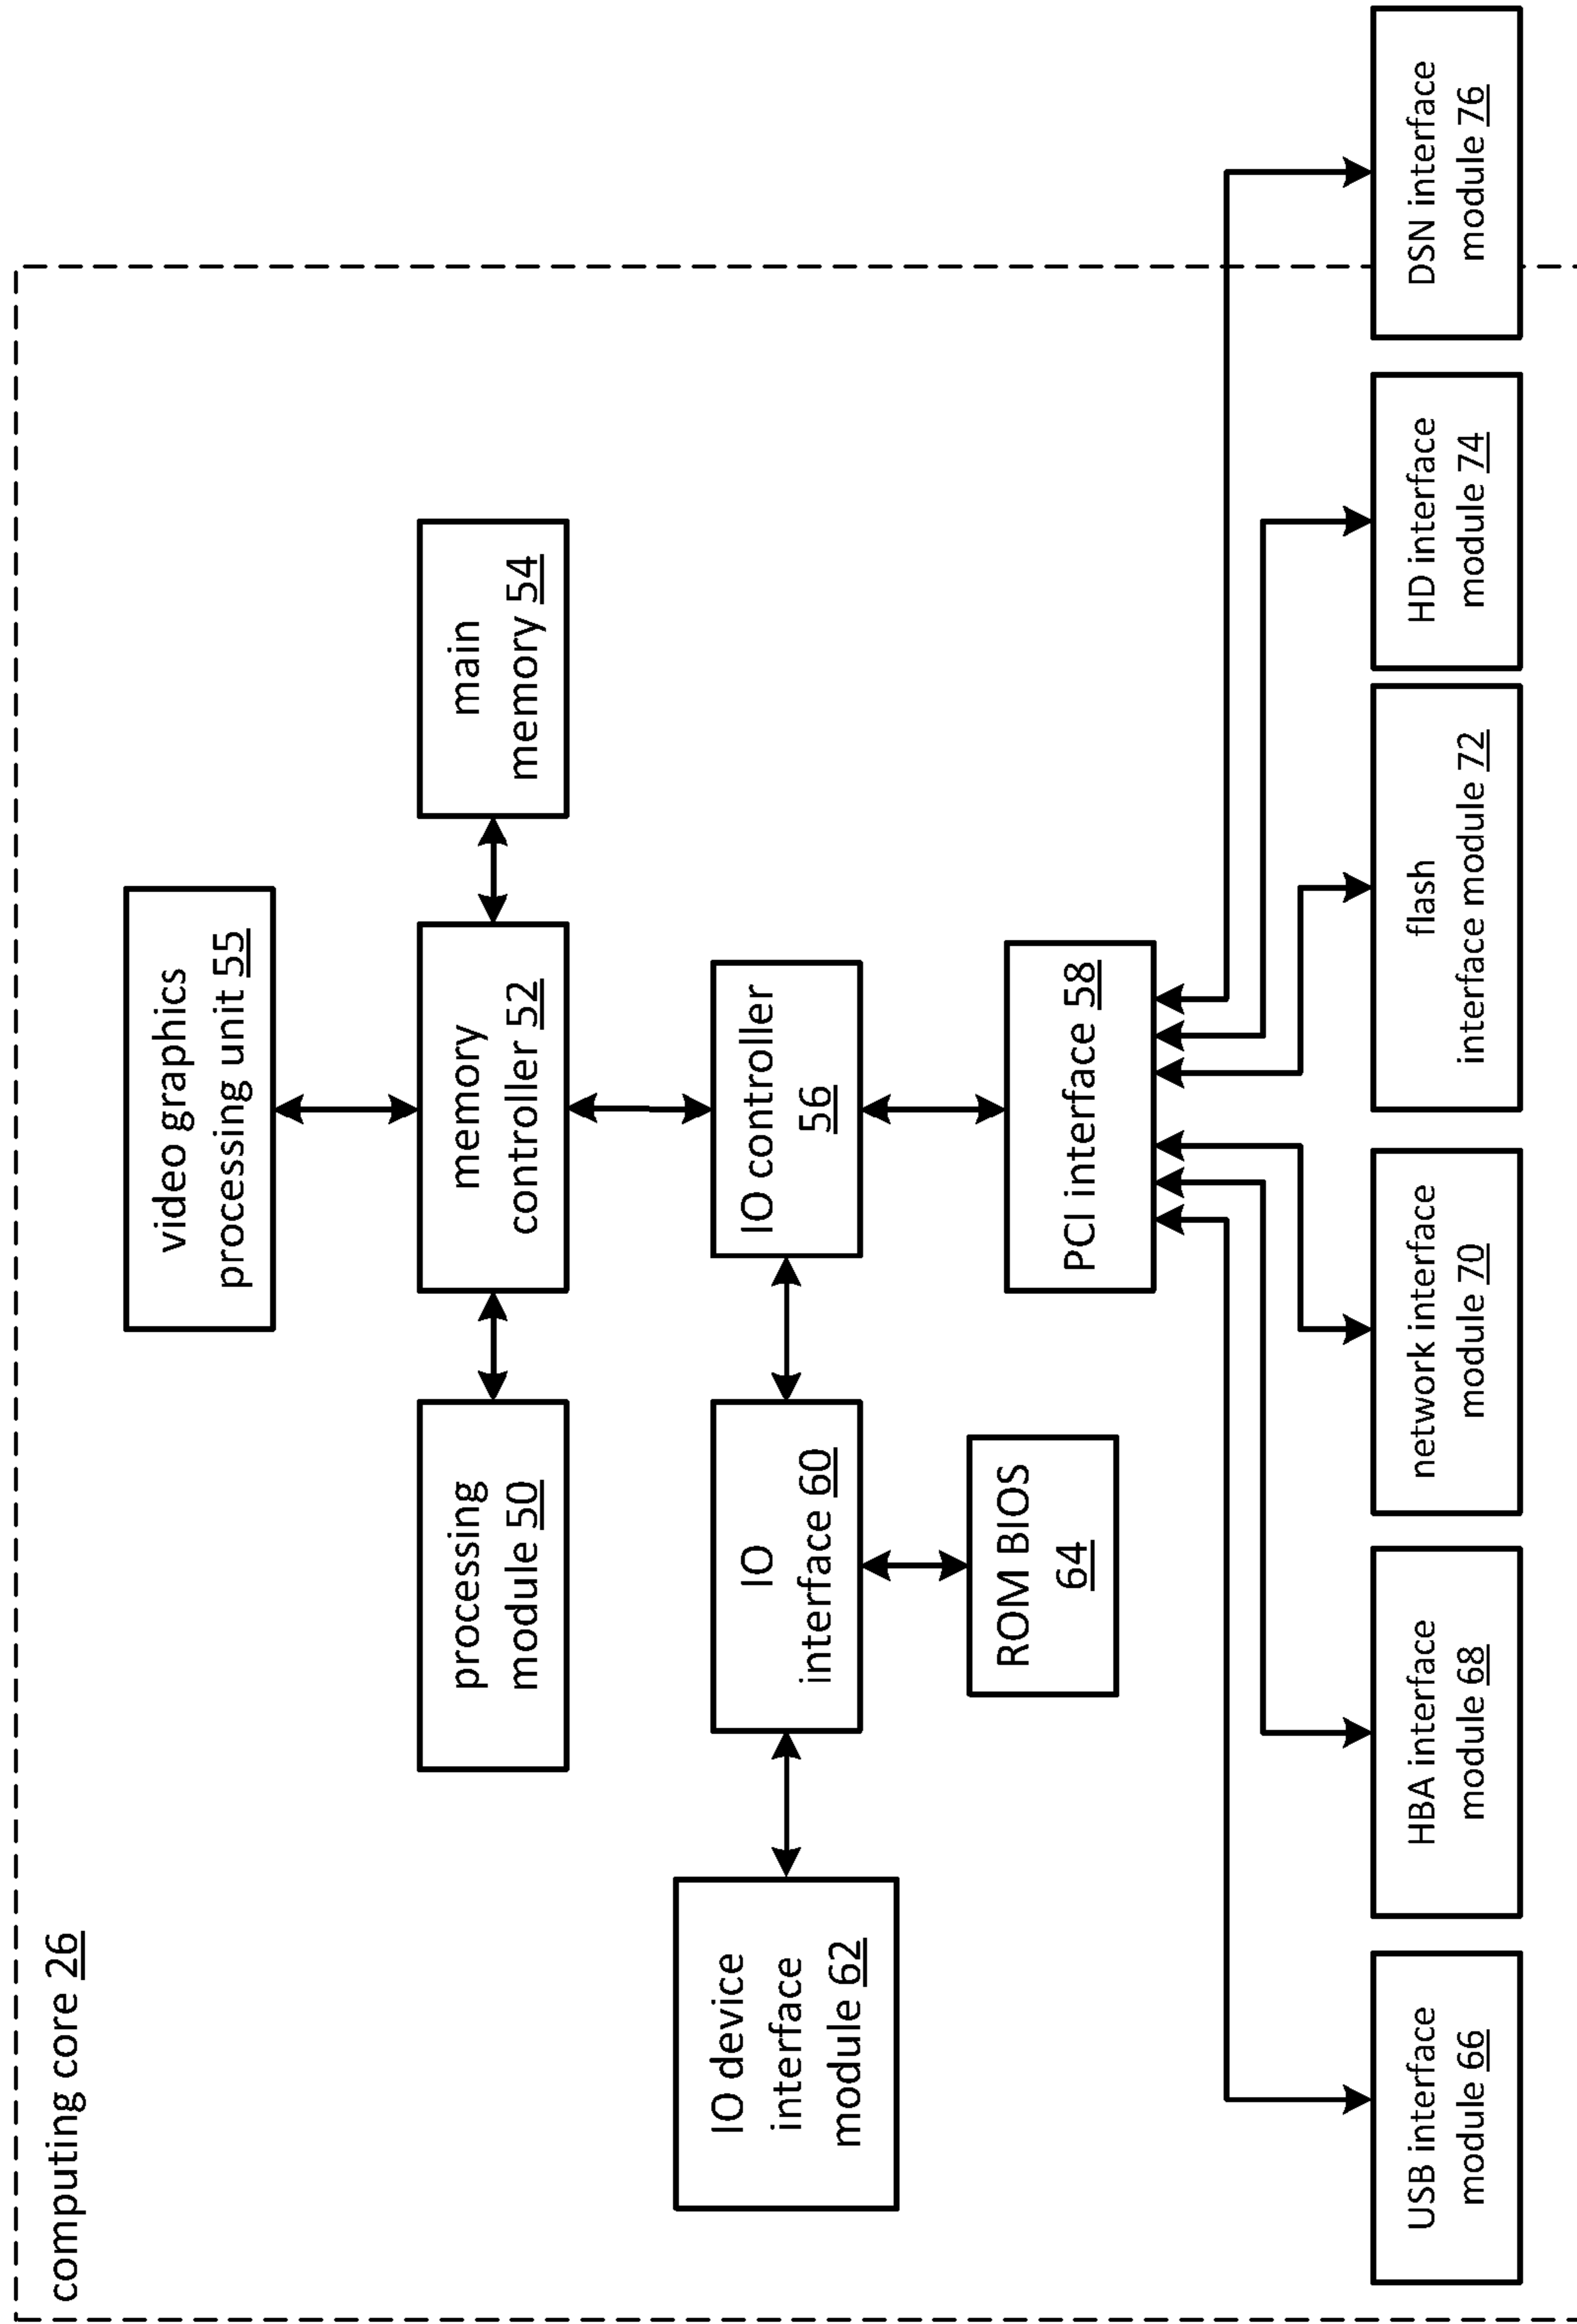 computing core 26
video graphics
processing unit 55
processing
module 50
memory
controller 52
main
memory 54
IO device
interface
module 62
IO
interface 60
IO controller
56
ROM BIOS
64
PCI interface 58
USB interface
module 66
HBA interface
module 68
network interface
module 70
flash
interface module 72
HD interface
module 74
DSN interface
module 76